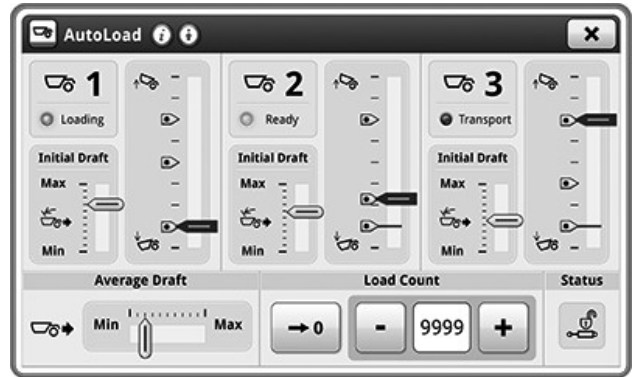 AutoLoad i i x
1
Loading
Initial Draft
Max
Min
2
Ready
Initial Draft
Max
Min
3
Transport
Initial Draft
Max
Min
Average Draft
Min Max
Load Count
→0 - 9999 +
Status